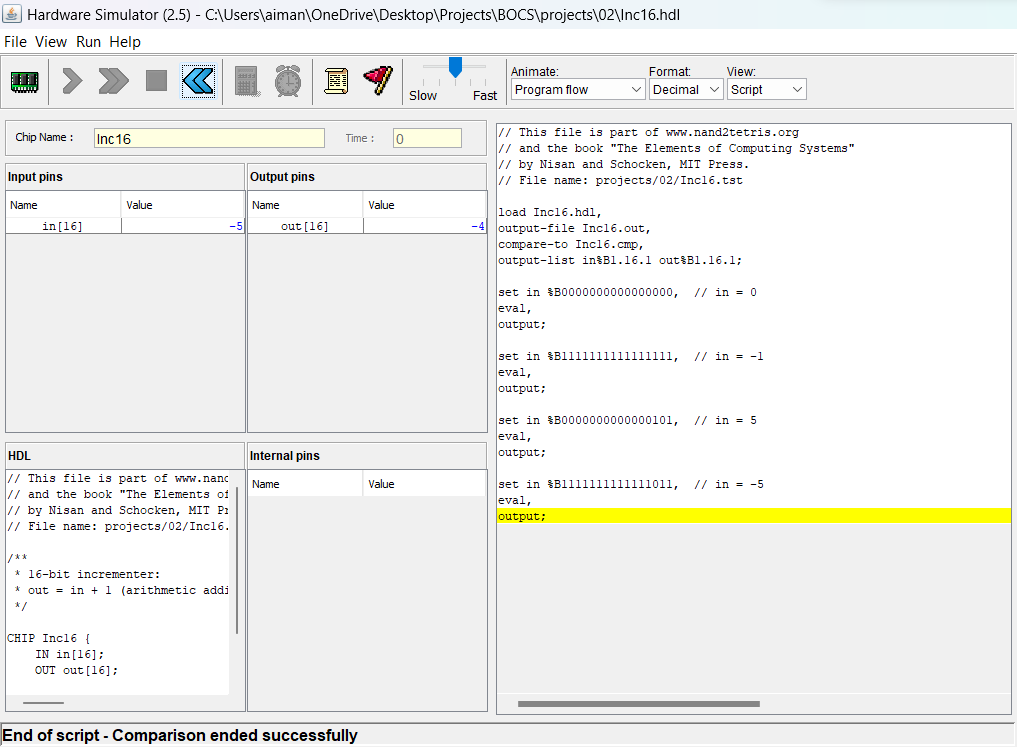 Hardware Simulator (2.5) - C:\Users\aiman\OneDrive\Desktop\Projects\BOCS\projects\02\Inc16.hdl
File View Run Help
Slow Fast
Animate: Format: View:
Program flow Decimal Script
Chip Name : Inc16 Time : 0
Input pins
Name Value
in[16] -5
Output pins
Name Value
out[16] -4
HDL
// This file is part of www.nand
// and the book "The Elements of
// by Nisan and Schocken, MIT Pr
// File name: projects/02/Inc16.
/**
* 16-bit incrementer:
* out = in + 1 (arithmetic addi
*/
CHIP Inc16 {
IN in[16];
OUT out[16];
Internal pins
Name Value
// This file is part of www.nand2tetris.org
// and the book "The Elements of Computing Systems"
// by Nisan and Schocken, MIT Press.
// File name: projects/02/Inc16.tst
load Inc16.hdl,
output-file Inc16.out,
compare-to Inc16.cmp,
output-list in%B1.16.1 out%B1.16.1;
set in %B0000000000000000,  // in = 0
eval,
output;
set in %B1111111111111111,  // in = -1
eval,
output;
set in %B0000000000000101,  // in = 5
eval,
output;
set in %B1111111111111011,  // in = -5
eval,
output;
End of script - Comparison ended successfully